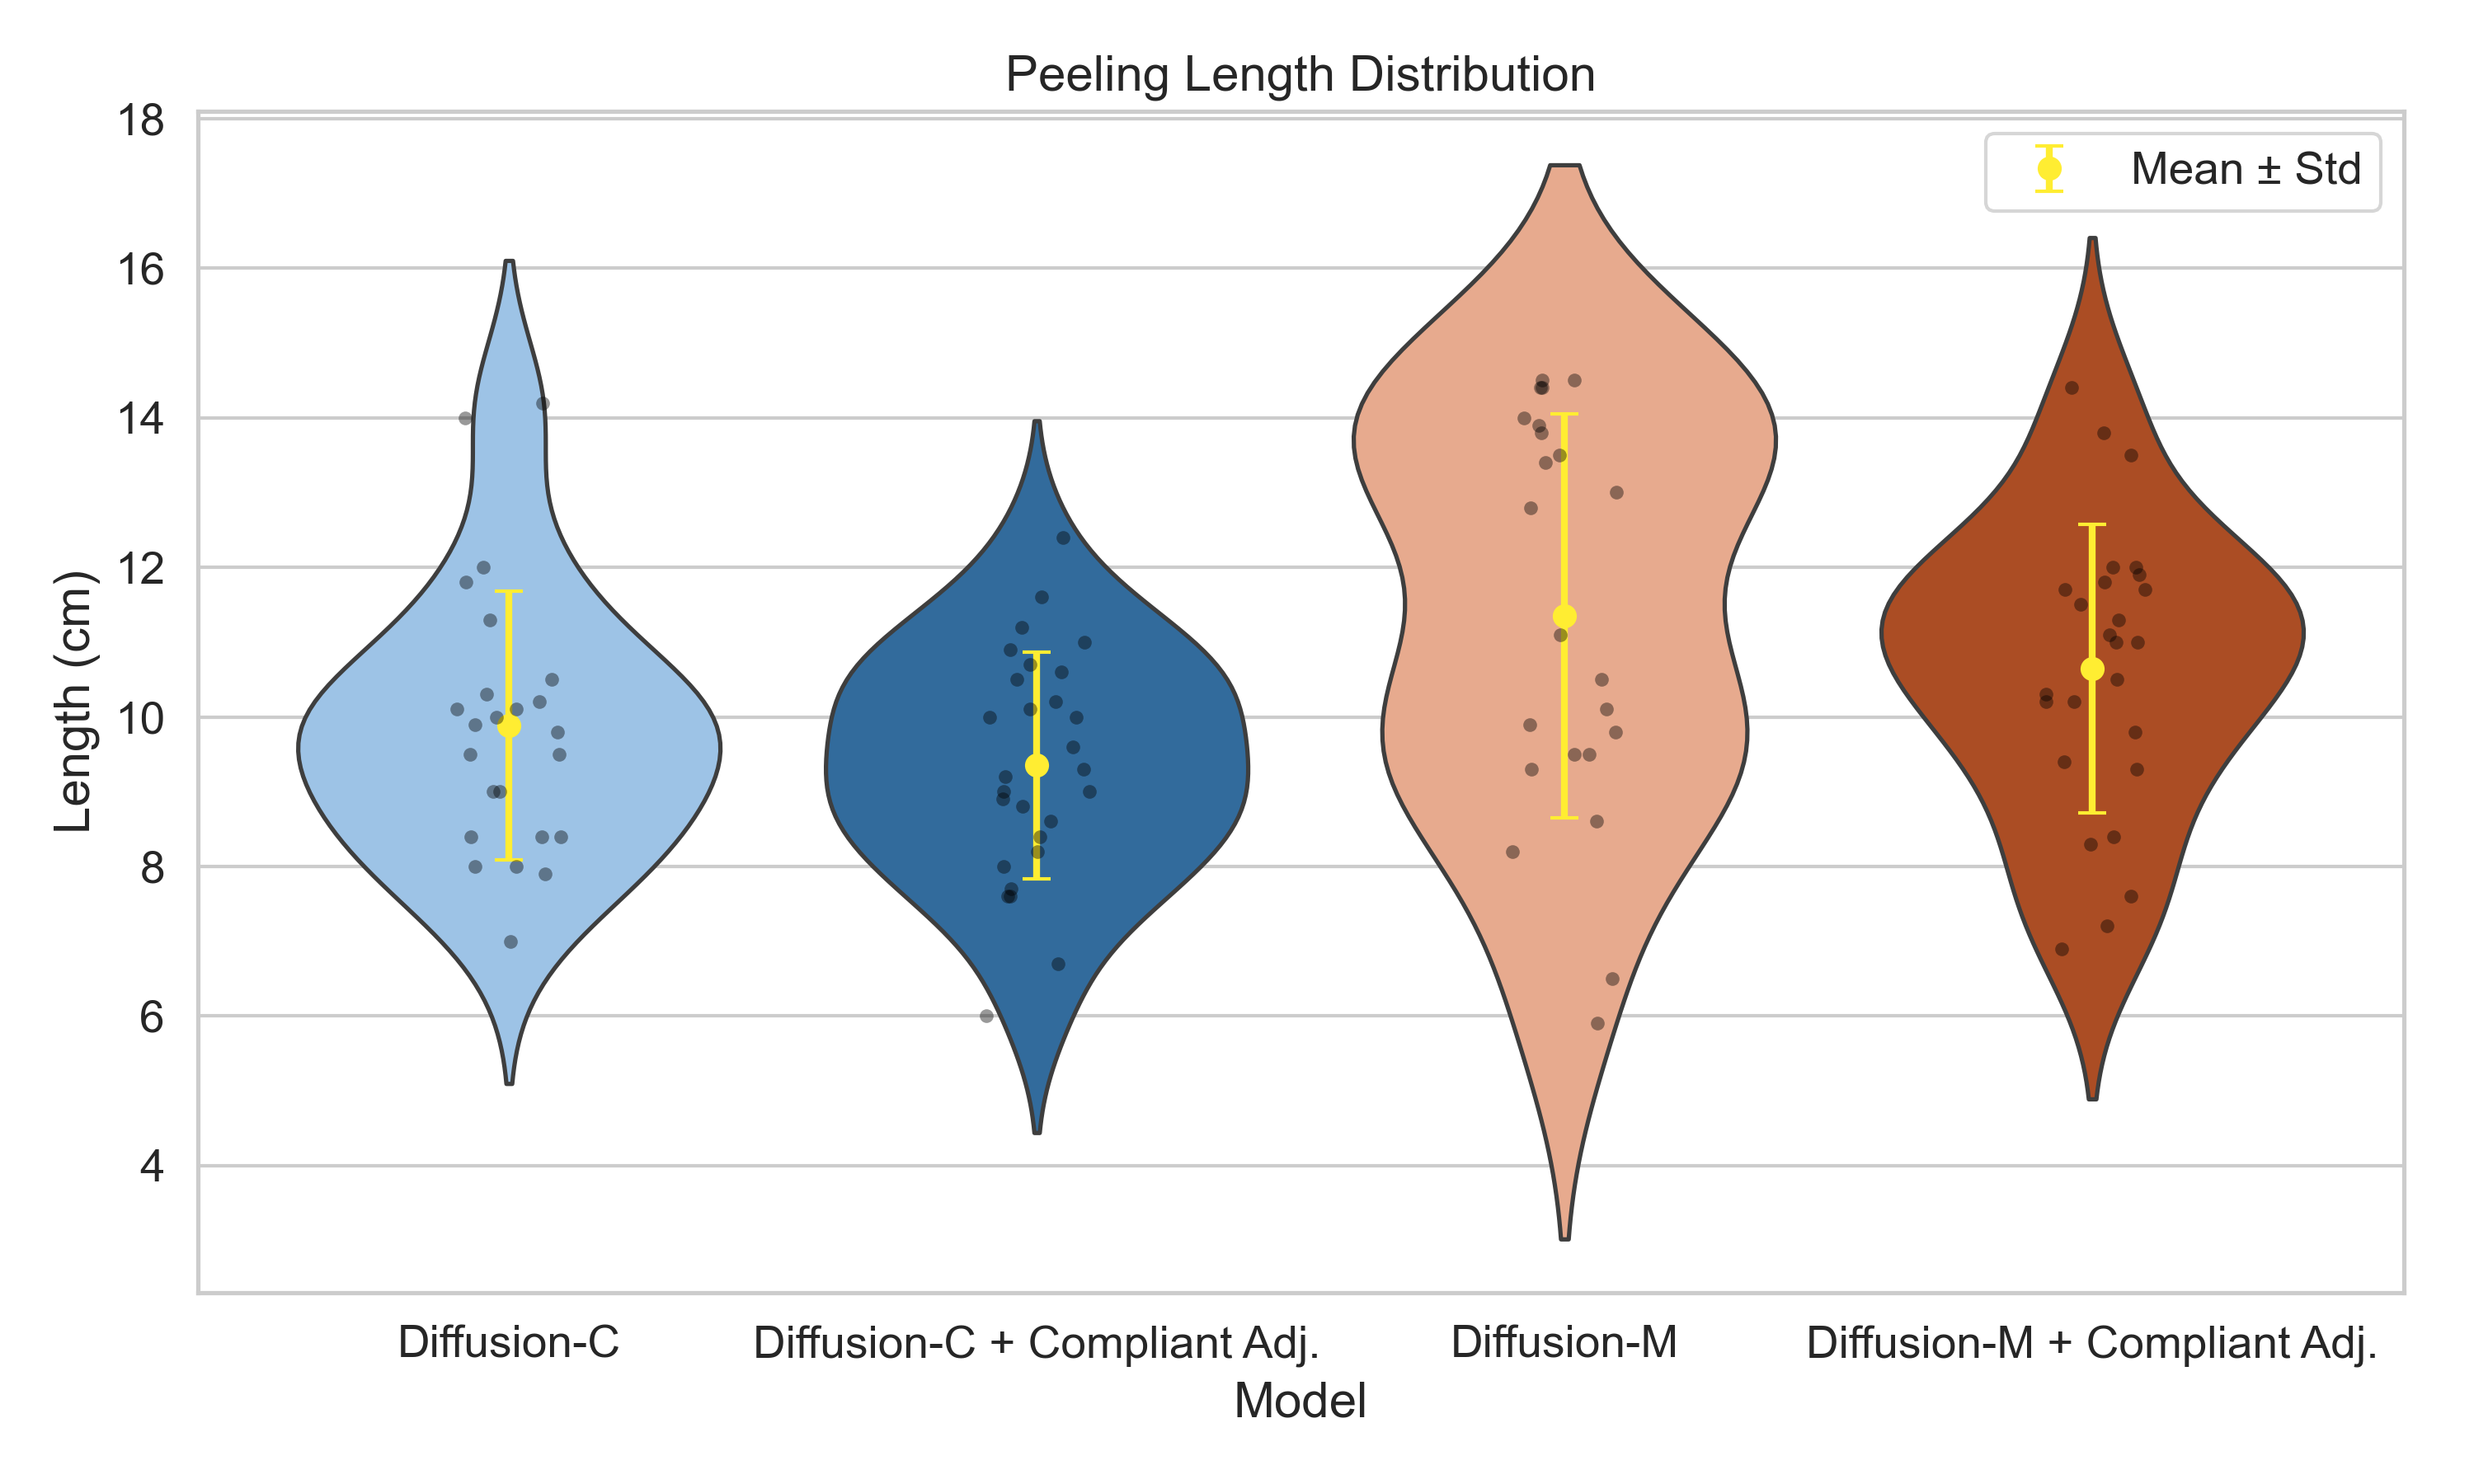 Peeling Length Distribution
Mean ± Std
Length (cm)
18
16
14
12
10
8
6
4
Diffusion-C
Diffusion-C + Compliant Adj.
Diffusion-M
Diffusion-M + Compliant Adj.
Model